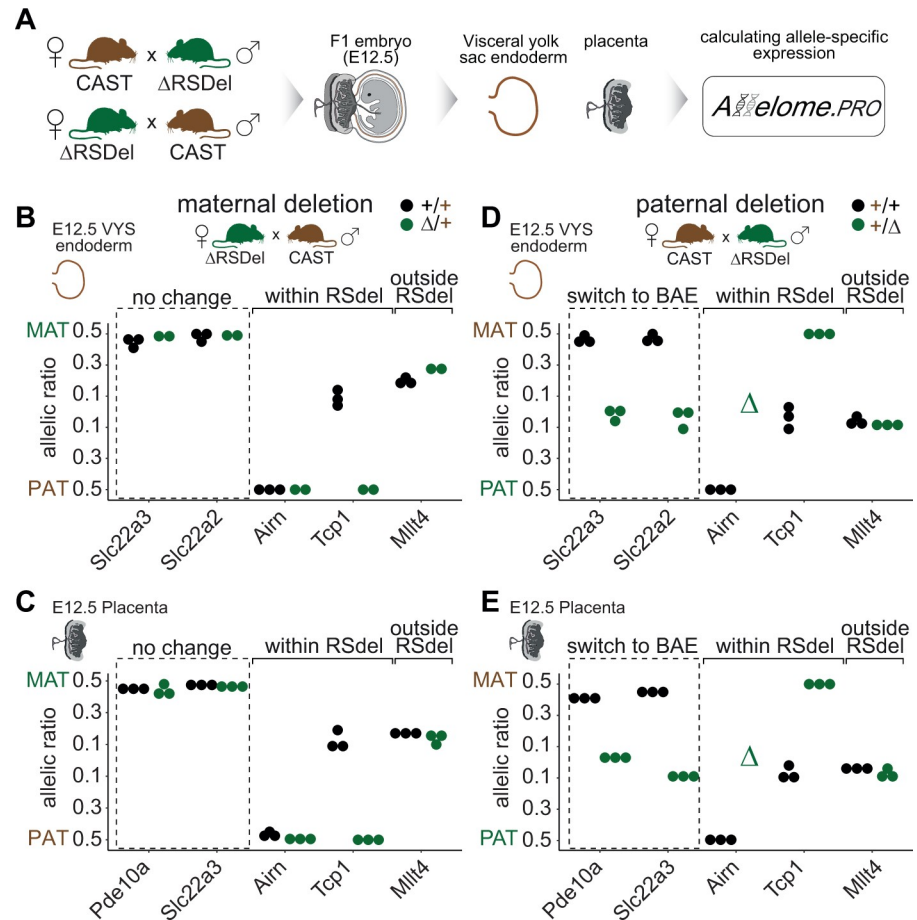 A
♀ CAST x ΔRSDel ♂
♀ ΔRSDel x CAST ♂
F1 embryo
(E12.5)
Visceral yolk
sac endoderm
placenta
calculating allele-specific
expression
Allelome.PRO
B
E12.5 VYS
endoderm
maternal deletion
♀ ΔRSDel x CAST ♂
+/+
Δ/+
no change
within RSdel
outside
RSdel
MAT 0.5
0.3
0.1
0.1
0.3
PAT 0.5
allelic ratio
Slc22a3
Slc22a2
Airn
Tcp1
Mllt4
D
E12.5 VYS
endoderm
paternal deletion
♀ CAST x ΔRSDel ♂
+/+
+/Δ
switch to BAE
within RSdel
outside
RSdel
MAT 0.5
0.3
0.1
0.1
0.3
PAT 0.5
allelic ratio
Δ
Slc22a3
Slc22a2
Airn
Tcp1
Mllt4
C
E12.5 Placenta
no change
within RSdel
outside
RSdel
MAT 0.5
0.3
0.1
0.1
0.3
PAT 0.5
allelic ratio
Pde10a
Slc22a3
Airn
Tcp1
Mllt4
E
E12.5 Placenta
switch to BAE
within RSdel
outside
RSdel
MAT 0.5
0.3
0.1
0.1
0.3
PAT 0.5
allelic ratio
Δ
Pde10a
Slc22a3
Airn
Tcp1
Mllt4